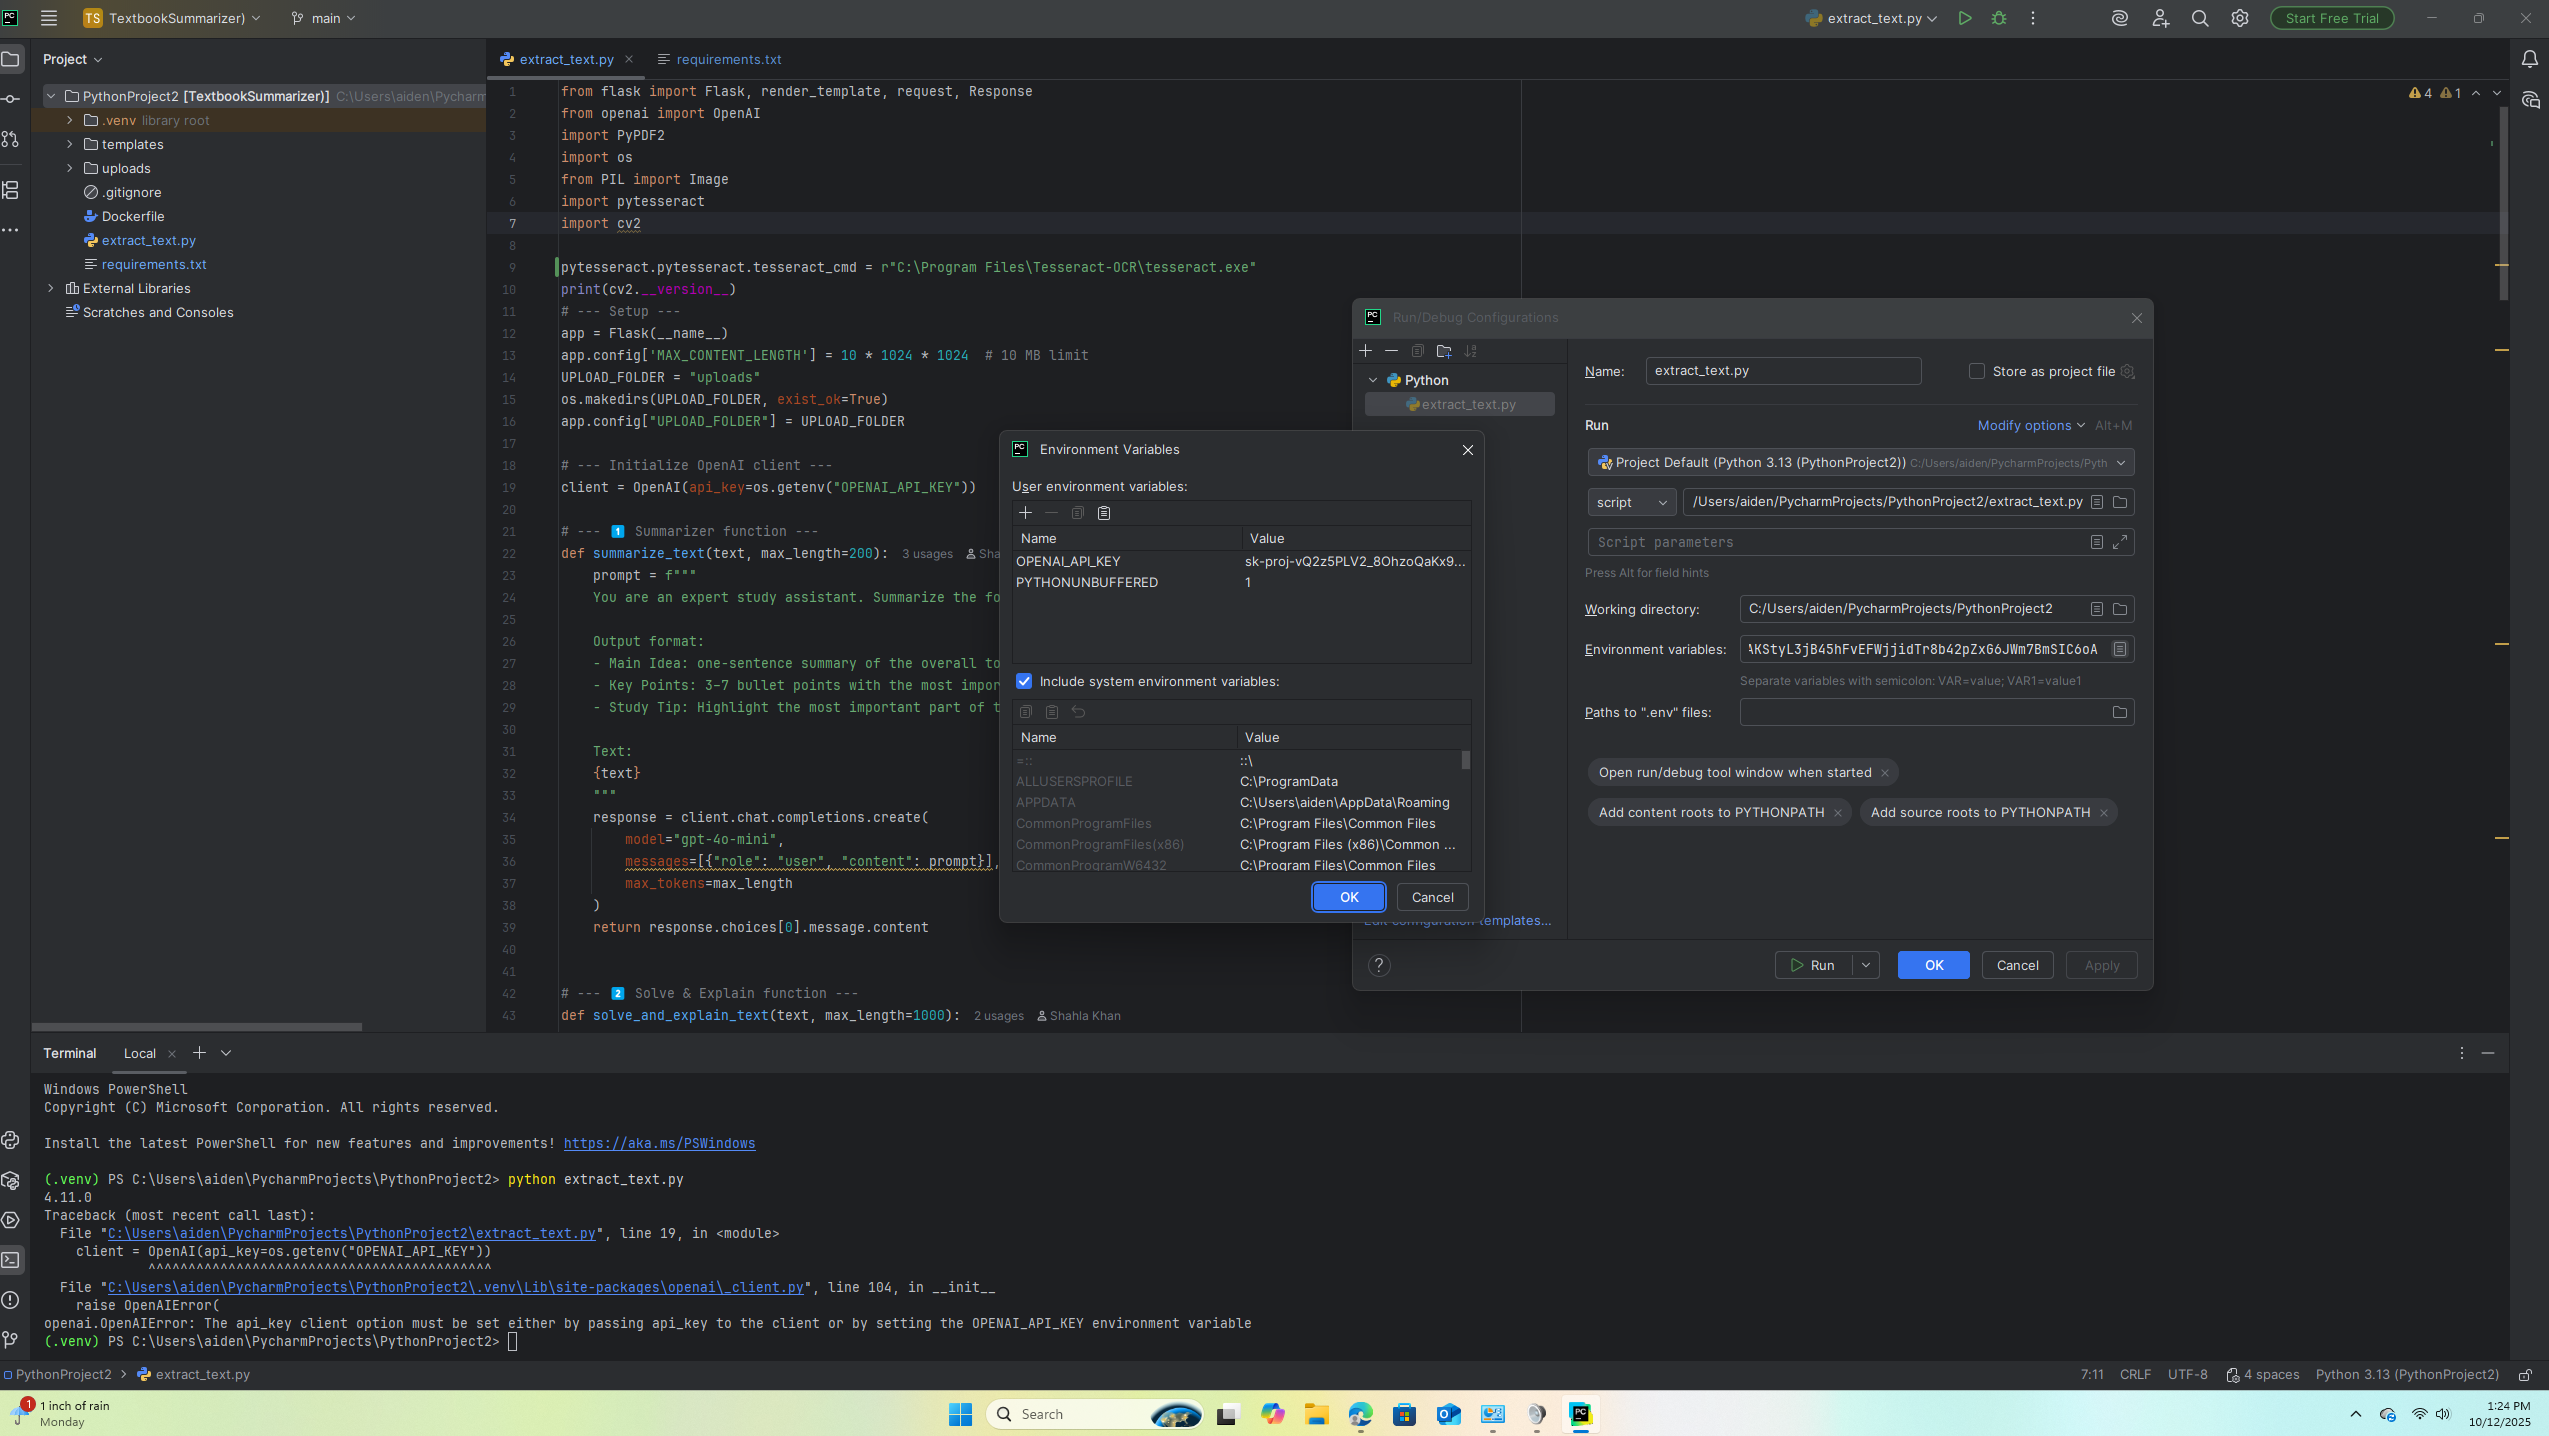 TS TextbookSummarizer) main extract_text.py Start Free Trial
Project
PythonProject2 [TextbookSummarizer)] C:\Users\aiden\Pycharm
.venv library root
templates
uploads
.gitignore
Dockerfile
extract_text.py
requirements.txt
External Libraries
Scratches and Consoles
extract_text.py requirements.txt
4 1
1 from flask import Flask, render_template, request, Response
2 from openai import OpenAI
3 import PyPDF2
4 import os
5 from PIL import Image
6 import pytesseract
7 import cv2
8
9 pytesseract.pytesseract.tesseract_cmd = r"C:\Program Files\Tesseract-OCR\tesseract.exe"
10 print(cv2.__version__)
11 # --- Setup ---
12 app = Flask(__name__)
13 app.config['MAX_CONTENT_LENGTH'] = 10 * 1024 * 1024  # 10 MB limit
14 UPLOAD_FOLDER = "uploads"
15 os.makedirs(UPLOAD_FOLDER, exist_ok=True)
16 app.config["UPLOAD_FOLDER"] = UPLOAD_FOLDER
17
18 # --- Initialize OpenAI client ---
19 client = OpenAI(api_key=os.getenv("OPENAI_API_KEY"))
20
21 # --- 1 Summarizer function ---
22 def summarize_text(text, max_length=200): 3 usages Sha
23 prompt = f"""
24 You are an expert study assistant. Summarize the fo
25
26 Output format:
27 - Main Idea: one-sentence summary of the overall to
28 - Key Points: 3-7 bullet points with the most impor
29 - Study Tip: Highlight the most important part of t
30
31 Text:
32 {text}
33 """
34 response = client.chat.completions.create(
35 model="gpt-4o-mini",
36 messages=[{"role": "user", "content": prompt}],
37 max_tokens=max_length
38 )
39 return response.choices[0].message.content
40
41
42 # --- 2 Solve & Explain function ---
43 def solve_and_explain_text(text, max_length=1000): 2 usages Shahla Khan
Environment Variables
User environment variables:
Name Value
OPENAI_API_KEY sk-proj-vQ2z5PLV2_8OhzoQaKx9...
PYTHONUNBUFFERED 1
Include system environment variables:
Name Value
=:: ::\
ALLUSERSPROFILE C:\ProgramData
APPDATA C:\Users\aiden\AppData\Roaming
CommonProgramFiles C:\Program Files\Common Files
CommonProgramFiles(x86) C:\Program Files (x86)\Common ...
CommonProgramW6432 C:\Program Files\Common Files
OK Cancel
Run/Debug Configurations
Python
extract_text.py
Edit configuration templates...
Name: extract_text.py Store as project file
Run Modify options Alt+M
Project Default (Python 3.13 (PythonProject2)) C:/Users/aiden/PycharmProjects/Pyth
script /Users/aiden/PycharmProjects/PythonProject2/extract_text.py
Script parameters
Press Alt for field hints
Working directory: C:/Users/aiden/PycharmProjects/PythonProject2
Environment variables: AKStyL3jB45hFvEFWjjidTr8b42pZxG6JWm7BmSIC6oA
Separate variables with semicolon: VAR=value; VAR1=value1
Paths to ".env" files:
Open run/debug tool window when started
Add content roots to PYTHONPATH Add source roots to PYTHONPATH
? Run OK Cancel Apply
Terminal Local
Windows PowerShell
Copyright (C) Microsoft Corporation. All rights reserved.
Install the latest PowerShell for new features and improvements! https://aka.ms/PSWindows
(.venv) PS C:\Users\aiden\PycharmProjects\PythonProject2> python extract_text.py
4.11.0
Traceback (most recent call last):
File "C:\Users\aiden\PycharmProjects\PythonProject2\extract_text.py", line 19, in <module>
client = OpenAI(api_key=os.getenv("OPENAI_API_KEY"))
^^^^^^^^^^^^^^^^^^^^^^^^^^^^^^^^^^^^^^^^^^^
File "C:\Users\aiden\PycharmProjects\PythonProject2\.venv\Lib\site-packages\openai\_client.py", line 104, in __init__
raise OpenAIError(
openai.OpenAIError: The api_key client option must be set either by passing api_key to the client or by setting the OPENAI_API_KEY environment variable
(.venv) PS C:\Users\aiden\PycharmProjects\PythonProject2>
PythonProject2 > extract_text.py 7:11 CRLF UTF-8 4 spaces Python 3.13 (PythonProject2)
1 1 inch of rain
Monday
Search
1:24 PM
10/12/2025